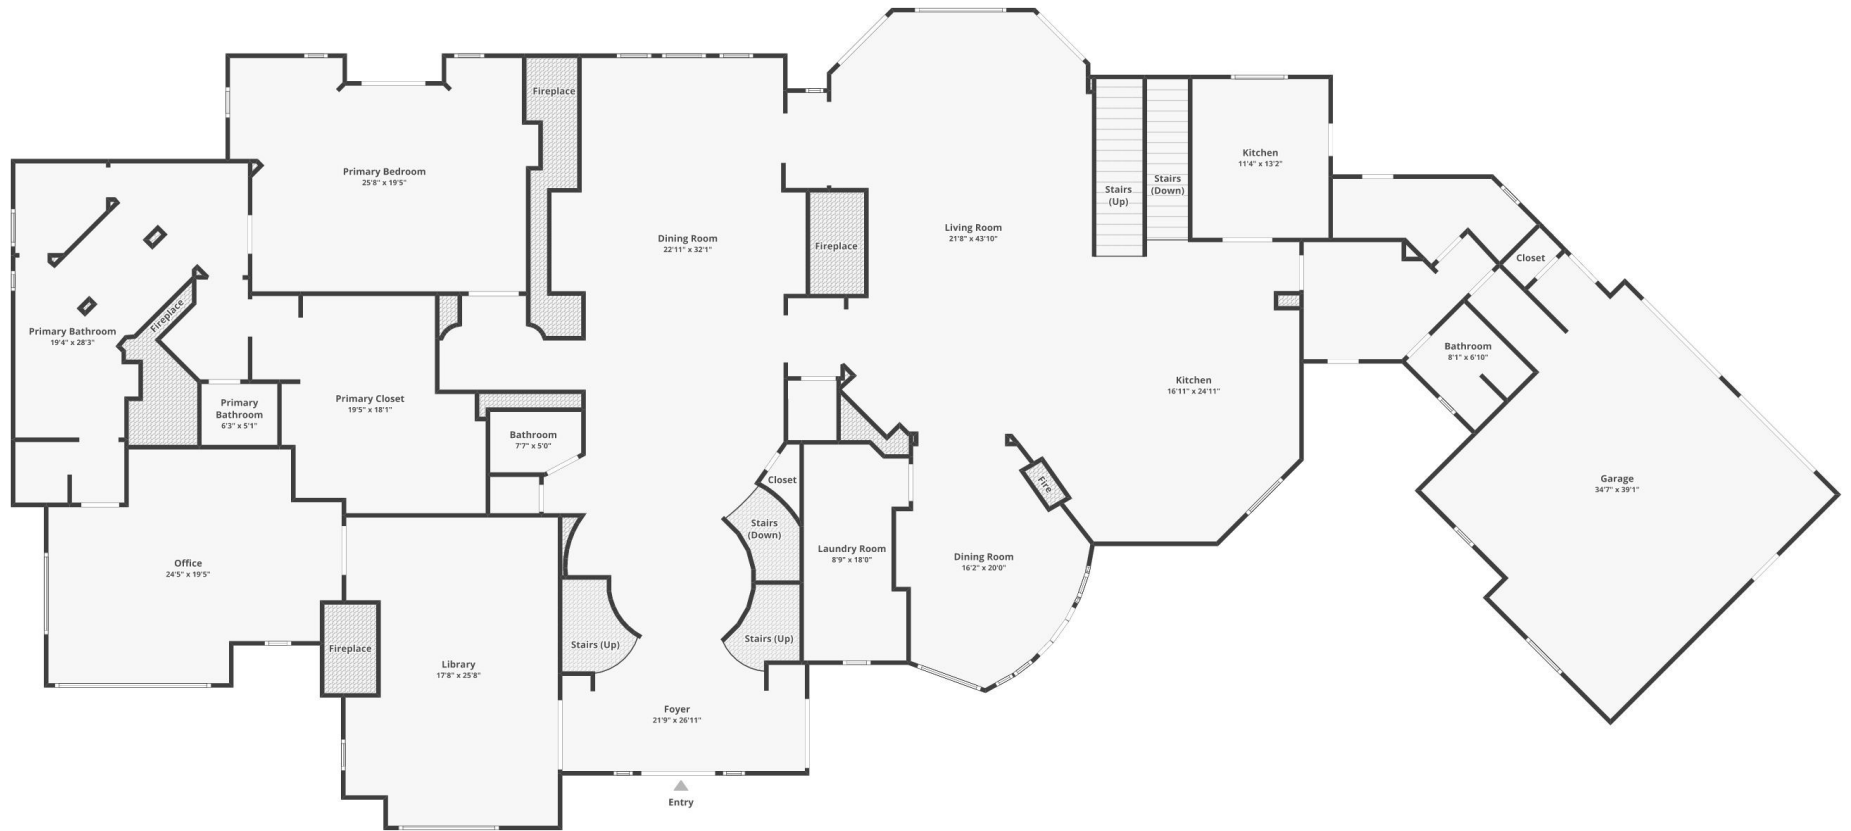 Fireplace
Primary Bedroom
25'8" x 19'5"
Dining Room
22'11" x 32'1"
Fireplace
Living Room
21'8" x 43'10"
Stairs
(Up)
Stairs
(Down)
Kitchen
11'4" x 13'2"
Closet
Primary Bathroom
19'4" x 28'3"
Fireplace
Primary
Bathroom
6'3" x 5'1"
Primary Closet
19'5" x 18'1"
Bathroom
7'7" x 5'0"
Kitchen
16'11" x 24'11"
Bathroom
8'1" x 6'10"
Closet
Stairs
(Down)
Fire
Garage
34'7" x 39'1"
Office
24'5" x 19'5"
Laundry Room
8'9" x 18'0"
Dining Room
16'2" x 20'0"
Fireplace
Library
17'8" x 25'8"
Stairs (Up)
Stairs (Up)
Foyer
21'9" x 26'11"
Entry